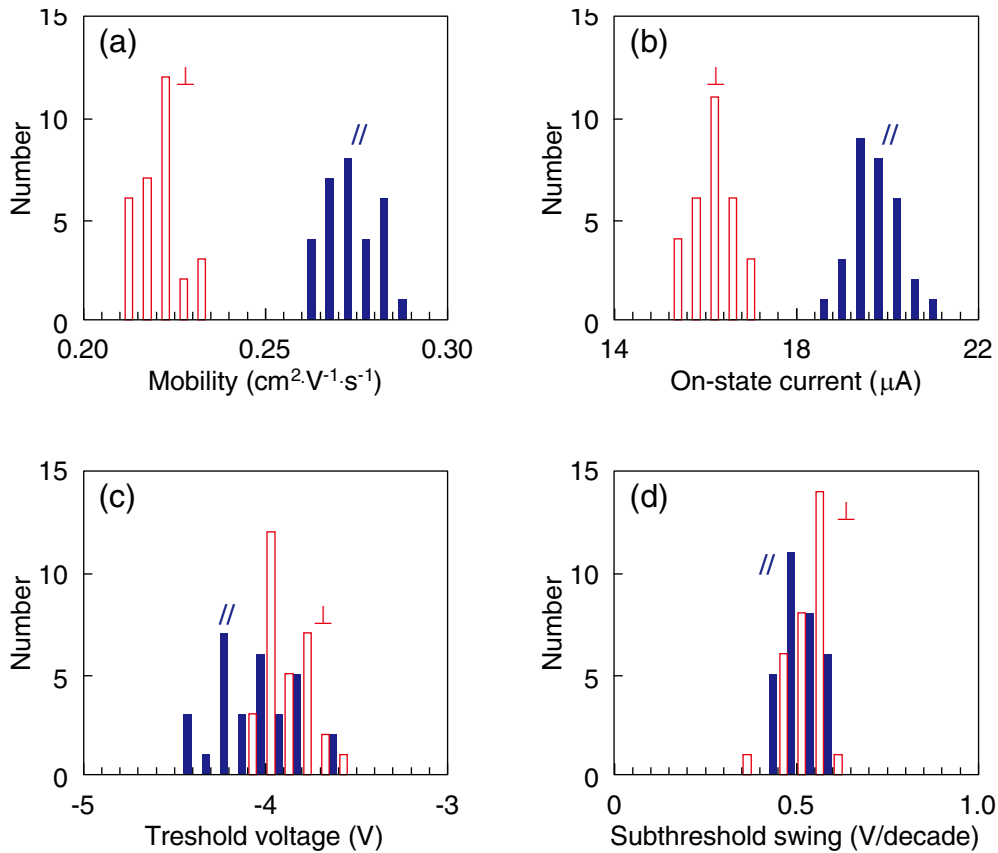 (a)
⊥
//
Number
15
10
5
0
0.20 0.25 0.30
Mobility (cm²·V⁻¹·s⁻¹)
(b)
⊥
//
Number
15
10
5
0
14 18 22
On-state current (μA)
(c)
//
⊥
Number
15
10
5
0
-5 -4 -3
Treshold voltage (V)
(d)
//
⊥
Number
15
10
5
0
0 0.5 1.0
Subthreshold swing (V/decade)